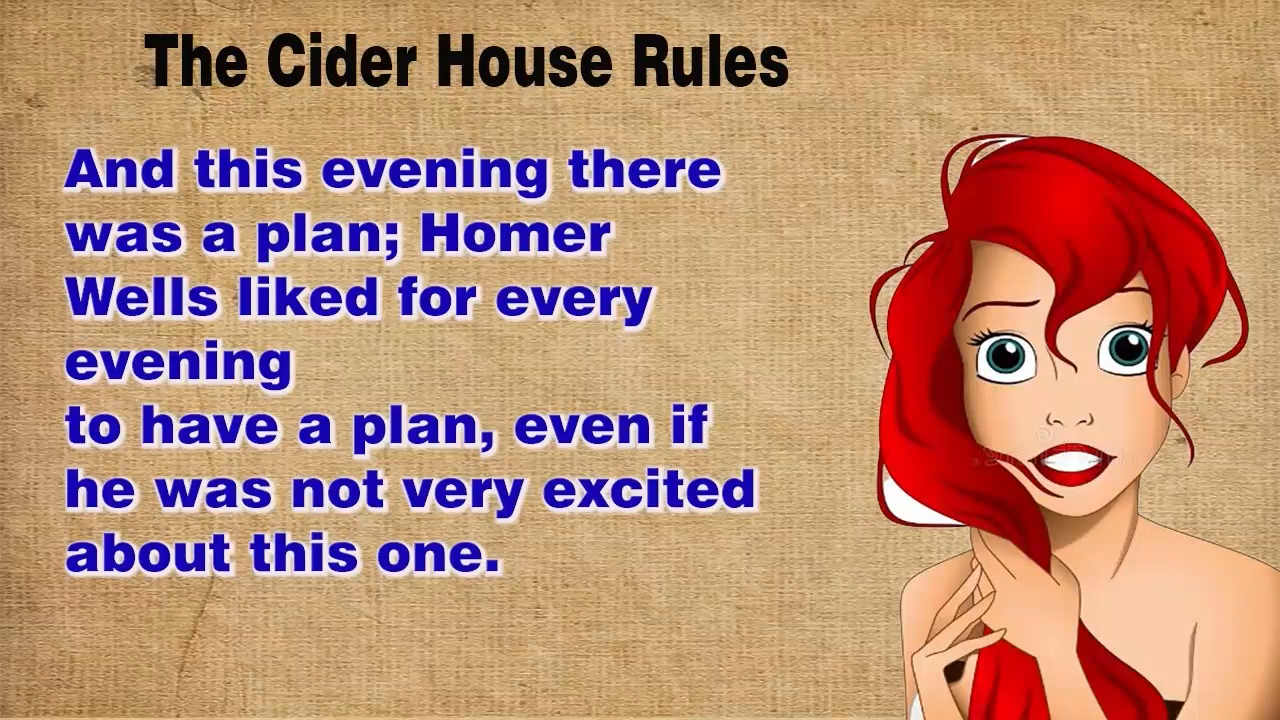 The Cider House Rules
And this evening there
was a plan; Homer
Wells liked for every
evening
to have a plan, even if
he was not very excited
about this one.